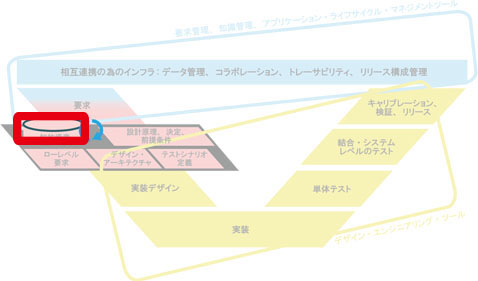 要求管理、知識管理、アプリケーション・ライフサイクル・マネジメントツール
相互連携の為のインフラ：データ管理、コラボレーション、トレーサビリティ、リリース構成管理
要求
キャリブレーション、
検証、リリース
設計原理、決定、
前提条件
ローレベル
要求
デザイン・
アーキテクチャ
テストシナリオ
定義
結合・システム
レベルのテスト
実装デザイン
単体テスト
実装
デザイン・エンジニアリング・ツール